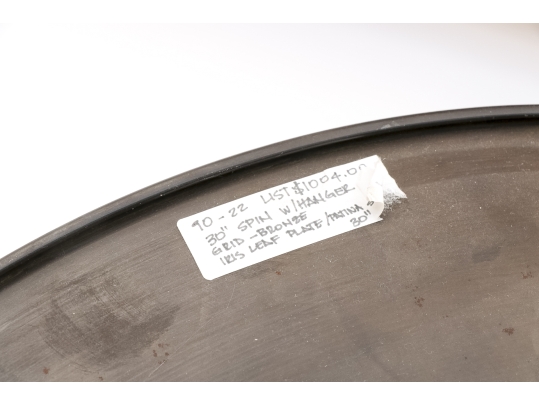 90-22 LIST $1004.00
30" SPIN W/HANGER
GRID-BRONZE
IRIS LEAF PLATE/PATINA
30"